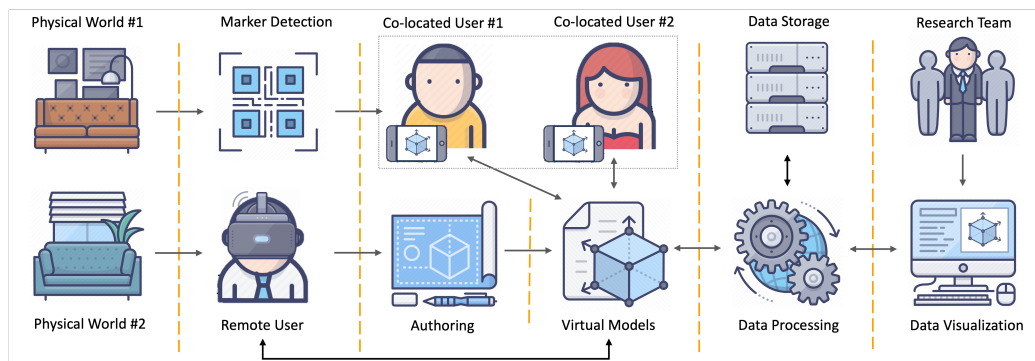 Physical World #1
Marker Detection
Co-located User #1
Co-located User #2
Data Storage
Research Team
Physical World #2
Remote User
Authoring
Virtual Models
Data Processing
Data Visualization